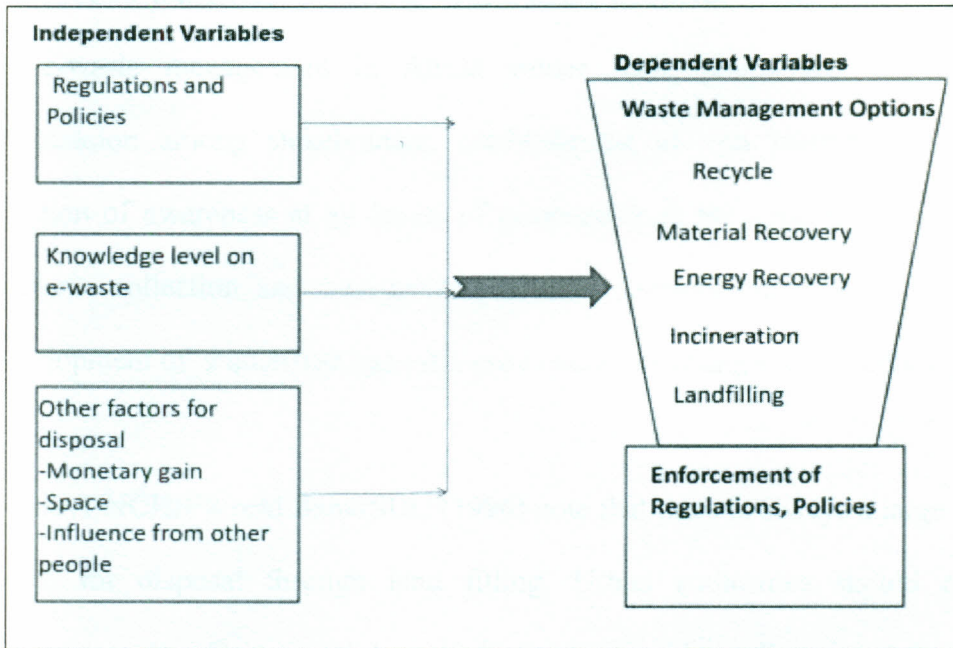 Independent Variables
Regulations and
Policies
Knowledge level on
e-waste
Other factors for
disposal
-Monetary gain
-Space
-Influence from other
people
Dependent Variables
Waste Management Options
Recycle
Material Recovery
Energy Recovery
Incineration
Landfilling
Enforcement of
Regulations, Policies